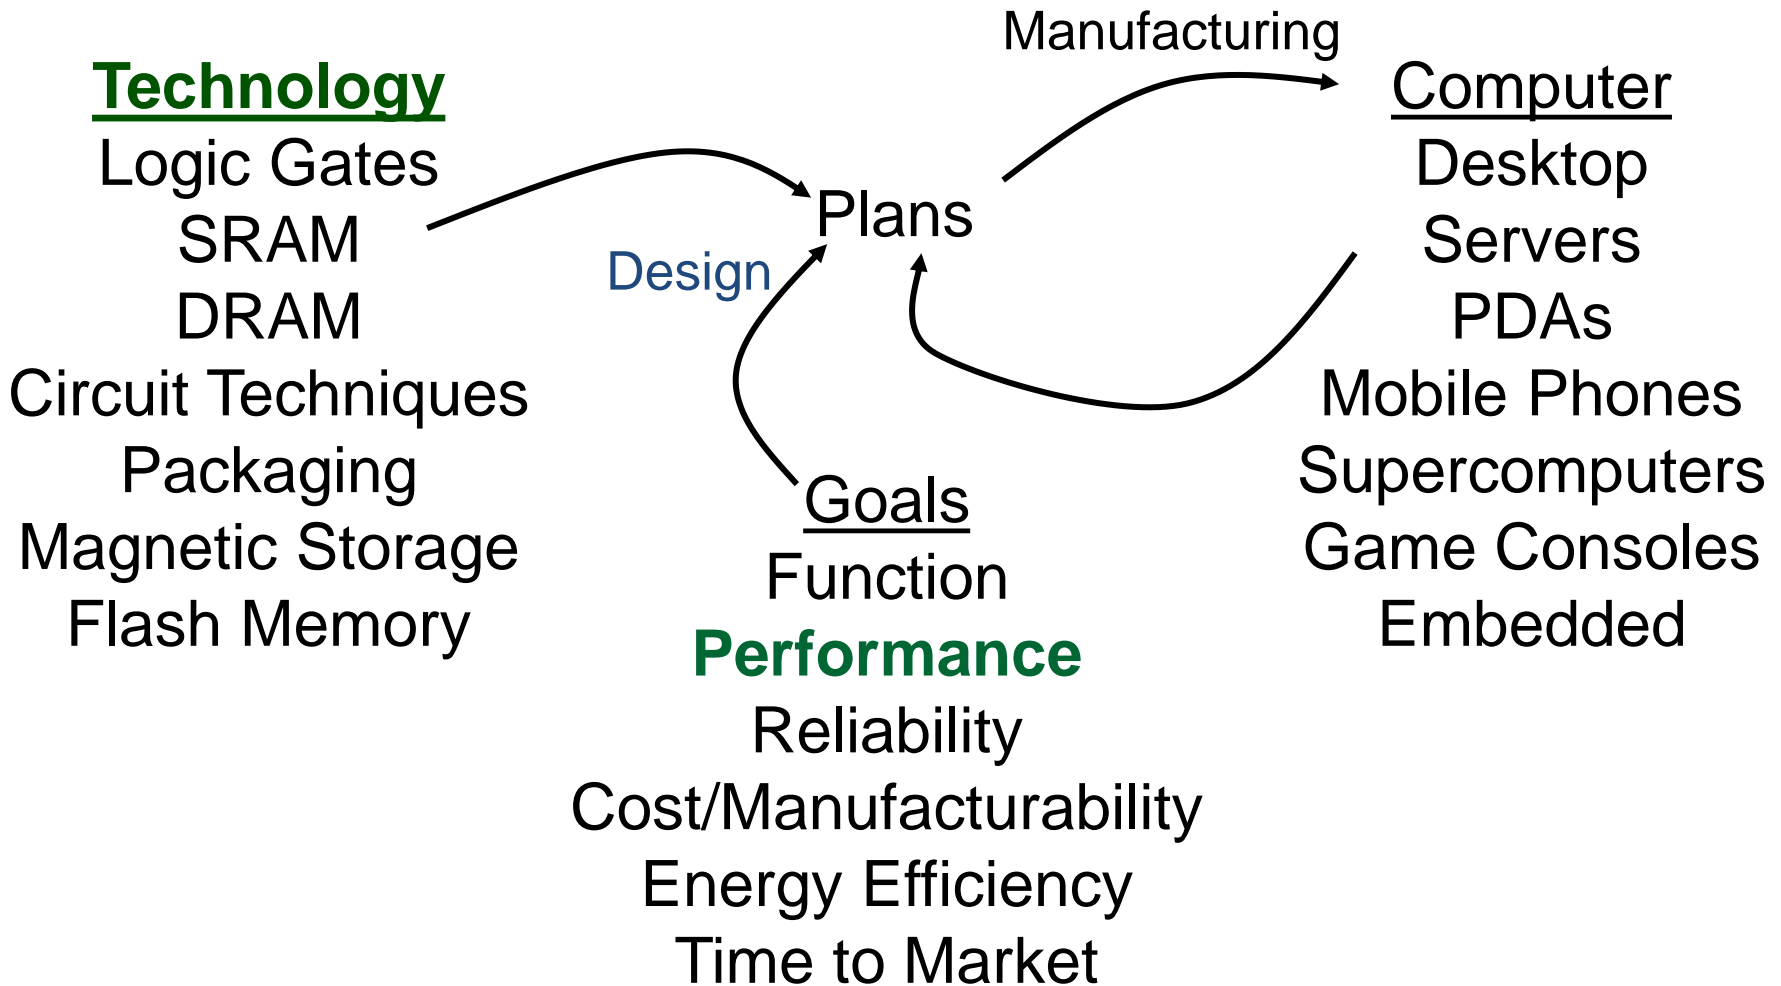 Technology
Logic Gates
SRAM
DRAM
Circuit Techniques
Packaging
Magnetic Storage
Flash Memory
Plans
Design
Goals
Function
Performance
Reliability
Cost/Manufacturability
Energy Efficiency
Time to Market
Manufacturing
Computer
Desktop
Servers
PDAs
Mobile Phones
Supercomputers
Game Consoles
Embedded